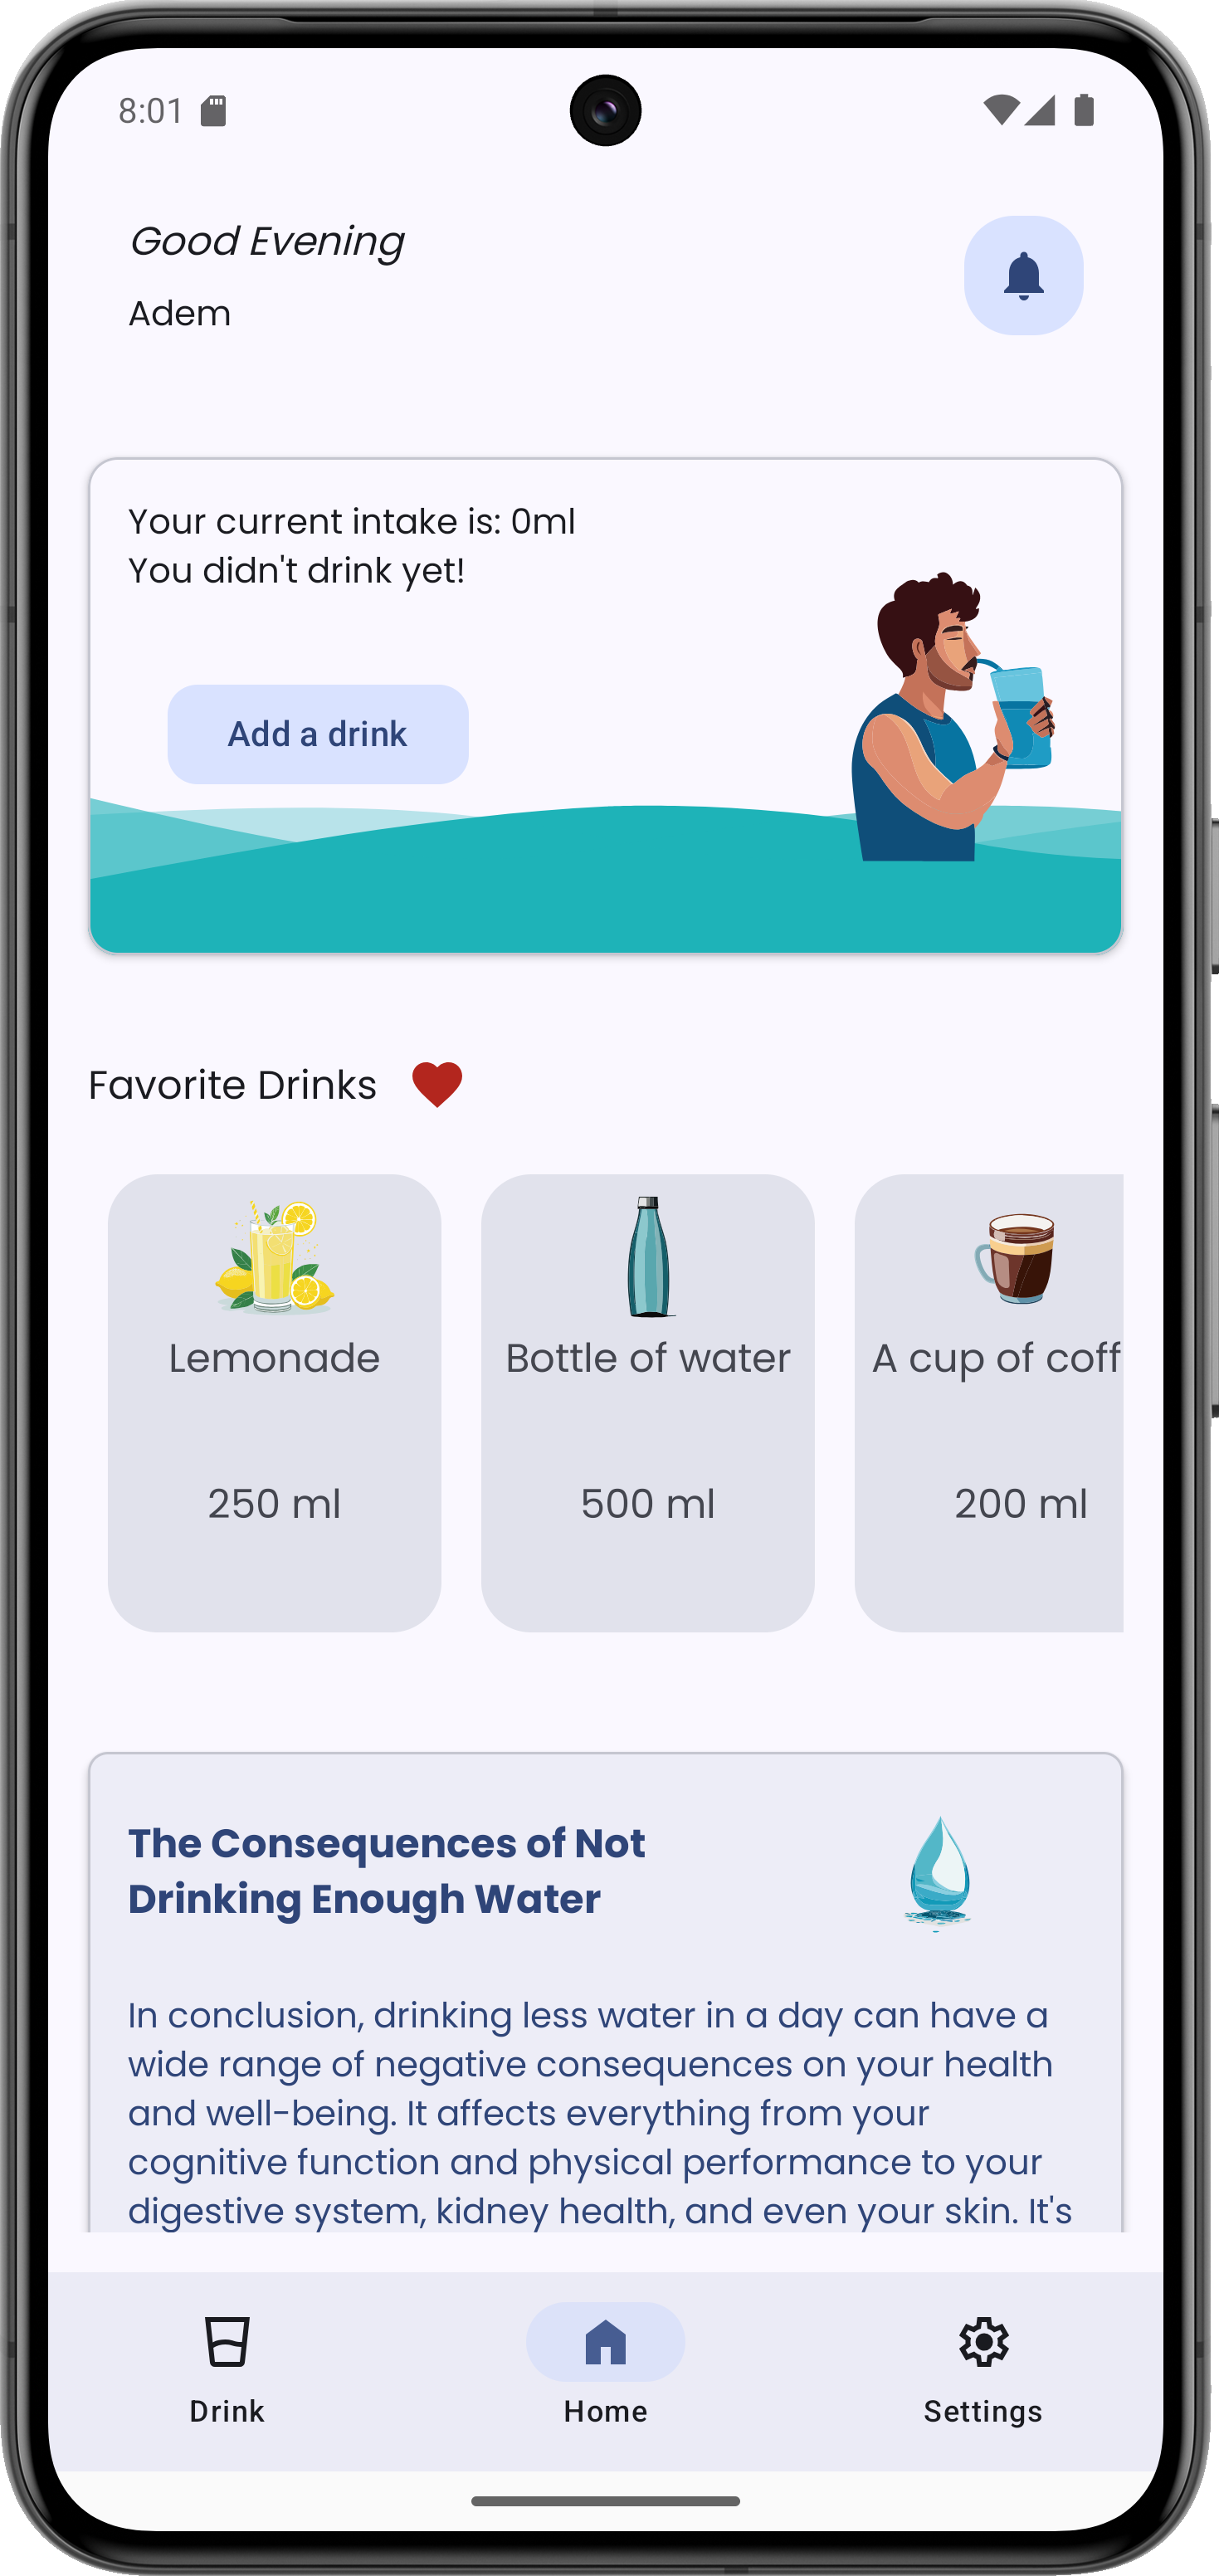 8:01
Good Evening
Adem
Your current intake is: 0ml
You didn't drink yet!
Add a drink
Favorite Drinks
Lemonade
Bottle of water
A cup of coff
250 ml
500 ml
200 ml
The Consequences of Not
Drinking Enough Water
In conclusion, drinking less water in a day can have a
wide range of negative consequences on your health
and well-being. It affects everything from your
cognitive function and physical performance to your
digestive system, kidney health, and even your skin. It's
Drink
Home
Settings